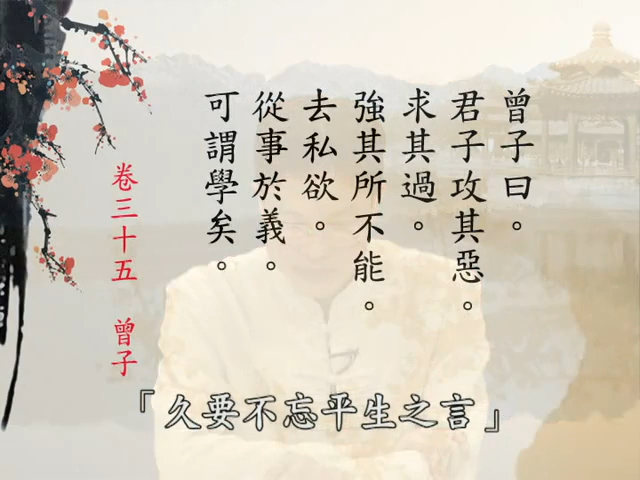 曾子曰。
君子攻其惡。
求其過。
強其所不能。
去私欲。
從事於義。
可謂學矣。
卷三十五 曾子
「久要不忘平生之言」